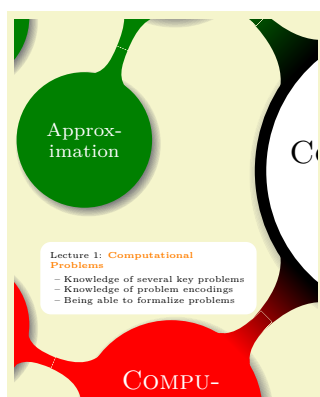 Approx-
imation
Co
Lecture 1: Computational
Problems
– Knowledge of several key problems
– Knowledge of problem encodings
– Being able to formalize problems
COMPU-